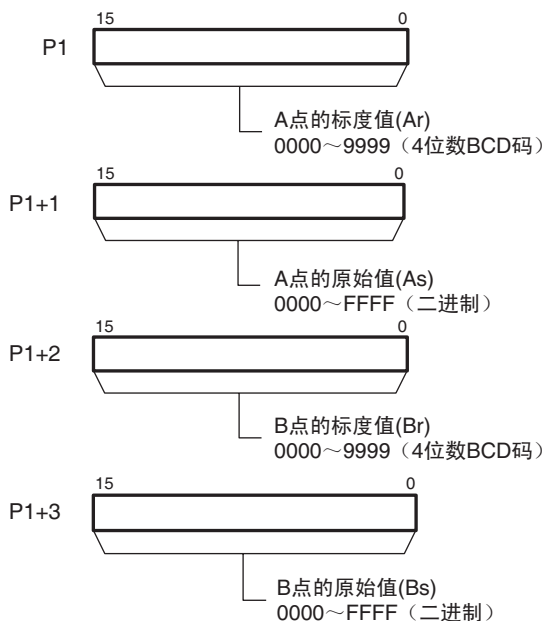 15 0
P1
A点的标度值(Ar)
0000～9999（4位数BCD码）
15 0
P1+1
A点的原始值(As)
0000～FFFF（二进制）
15 0
P1+2
B点的标度值(Br)
0000～9999（4位数BCD码）
15 0
P1+3
B点的原始值(Bs)
0000～FFFF（二进制）